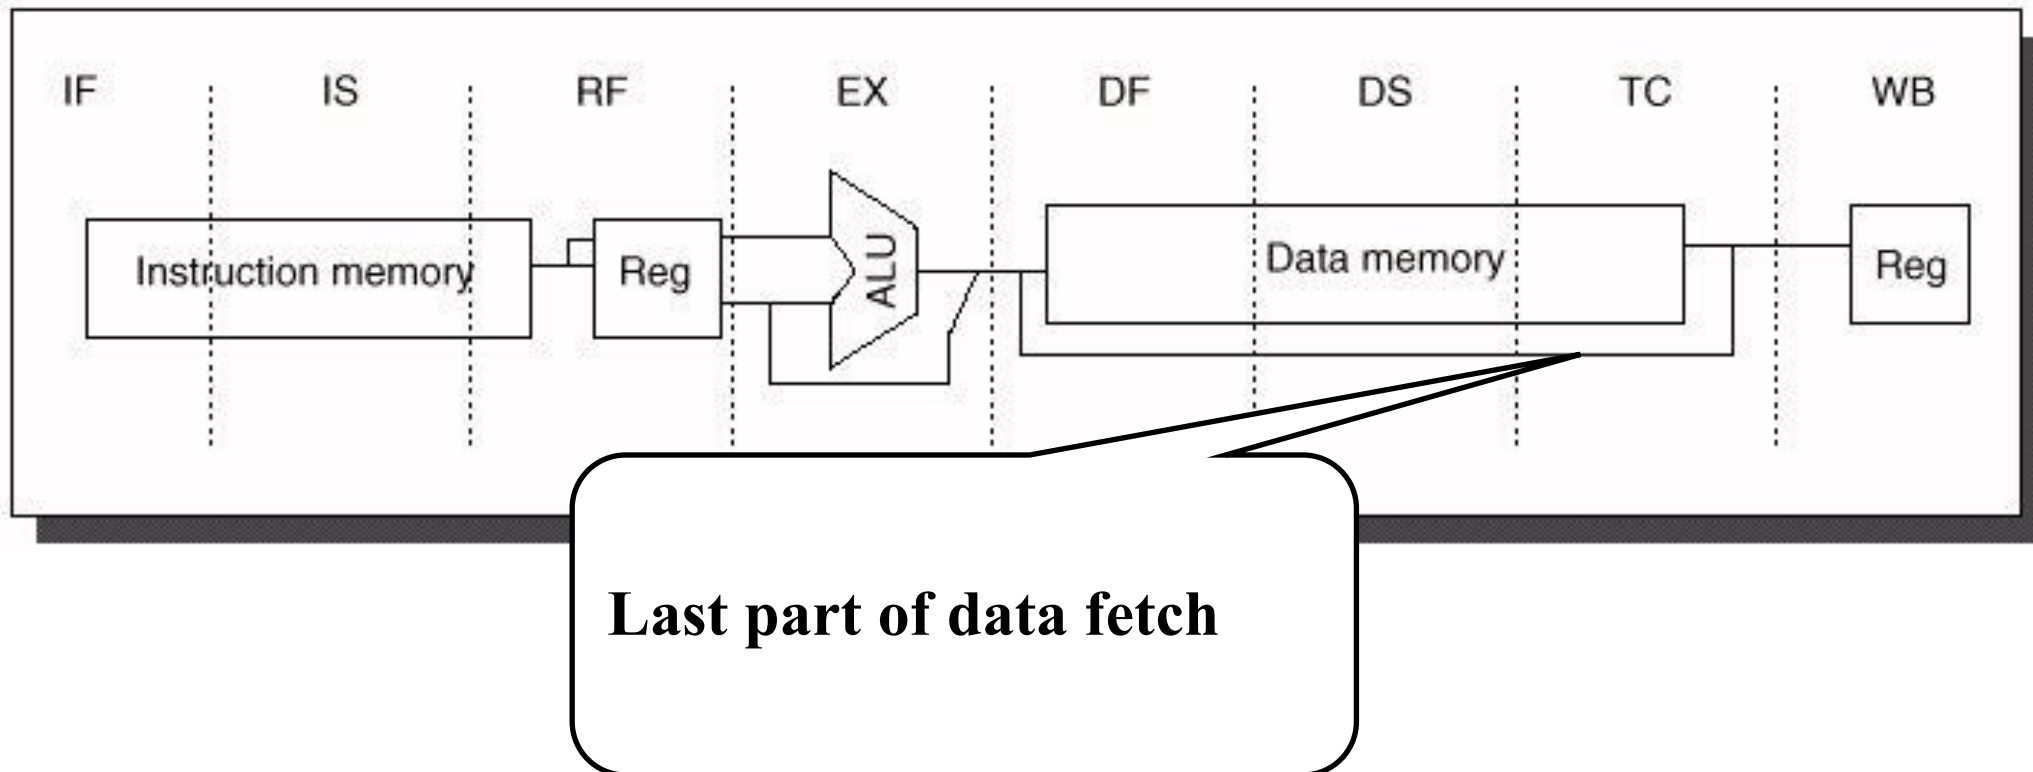 IF IS RF EX DF DS TC WB
Instruction memory Reg ALU Data memory Reg
Last part of data fetch